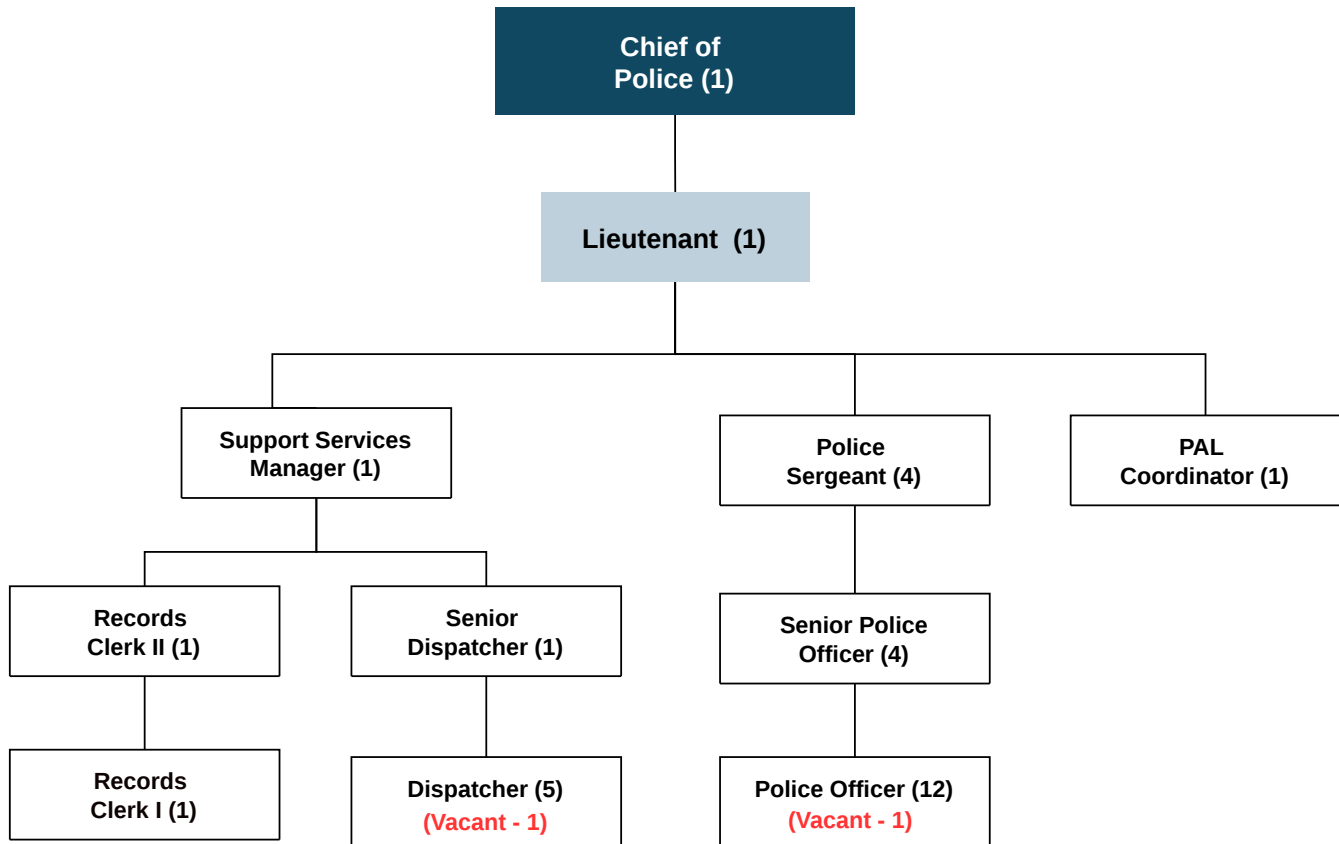 Chief of
Police (1)
Lieutenant (1)
Support Services
Manager (1)
Police
Sergeant (4)
PAL
Coordinator (1)
Records
Clerk II (1)
Senior
Dispatcher (1)
Senior Police
Officer (4)
Records
Clerk I (1)
Dispatcher (5)
(Vacant - 1)
Police Officer (12)
(Vacant - 1)